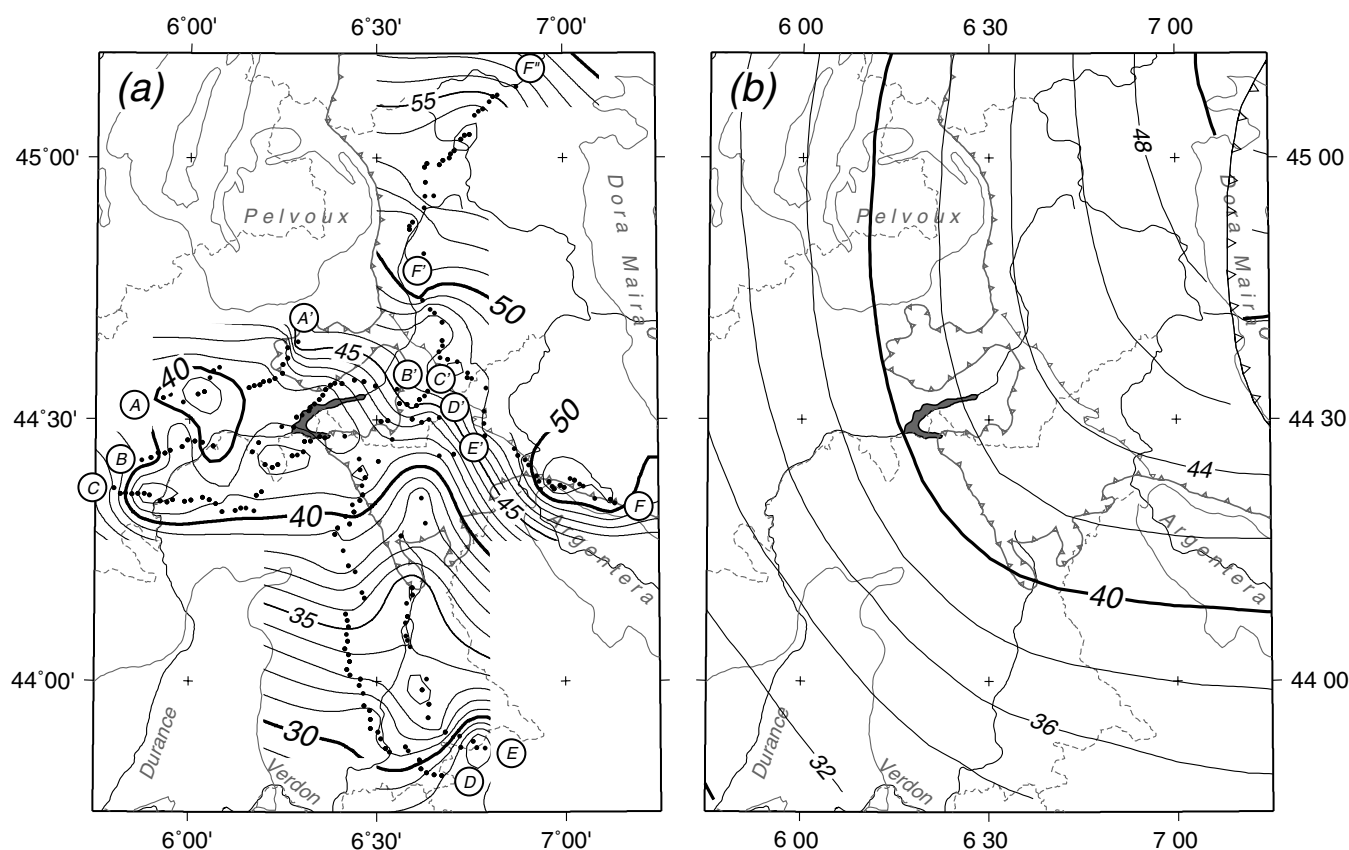 6°00' 6°30' 7°00'
6 00 6 30 7 00
(a)
F"
55
45°00'
Pelvoux
Dora Maira
F'
50
A'
45
B'
C'
40
A
D'
50
44°30'
E'
B
C
40
45
F
Argentera
35
44°00'
30
Durance
Verdon
E
D
6°00' 6°30' 7°00'
(b)
48
45 00
Pelvoux
Dora Maira
44 30
44
Argentera
40
44 00
36
32
Durance
Verdon
6 00 6 30 7 00